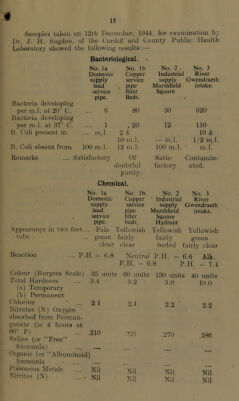 15
Samples taken on 12th December, 1944, for examination by
Dr. J. H. Sugden, of the Cardiff and County Public Health
Laboratory showed the following results:—
Bacteriological.
No. 1a No. 1b No. 2 No. 3
Domestic Copper Industrial River
supply service supply Gwendraeth
lead pipe Marshfield intake.
service filter Square
pipe. Beds. Main.
Bacteria developing
per m.l. at 20° C. ... 6 80 30 620
Bacteria developing
per m.l. at 37° C. 1 20 12 110
B. Coli present in ... — m.l. 2 & 10 &
10 m.l. — m.l. 1/2 m.l.
B. Coli absent from 100 m.l. 12 m.l. 100 m.l. m.l.
Remarks ... Satisfactory Of Satis- Contamin-
doubtful factory ated.
purity.
Chemical.
No. 1a No. 1b No. 2 No. 3
Domestic Copper Industrial River
supply service supply Gwendraeth
lead pipe Marshfield intake.
service filter Square
pipe. beds. Hydrant
Appearance in two feet... Pale Yellowish Yellowish Yellowish
tube green fairly fairly green
clear clear turbid fairly clear
Reaction ... P.H. — 6.8 Neutral P.H. — 6.6 Alk.
P.H. — 6.8 P.H. — 7.4
Colour (Burgess Scale) 35 units 60 units 130 units 40 units
Total Hardness ... 3.4 3.2 3.0 10.0
(a) Temporary
(b) Permanent
Chlorine ... 2.1 2.1 2.2 2.2
Nitrates (N) Oxygen
absorbed from Perman-
ganate (in 4 hours at
80° F) ... .210 .270 .186
Saline (or "Free"
Ammonia) — — — —
Organic (or "Albuminoid)
Ammonia — — — —
Poisonous Metals... Nil Nil Nil Nil
Nitrites (N) ... Nil Nil Nil Nil